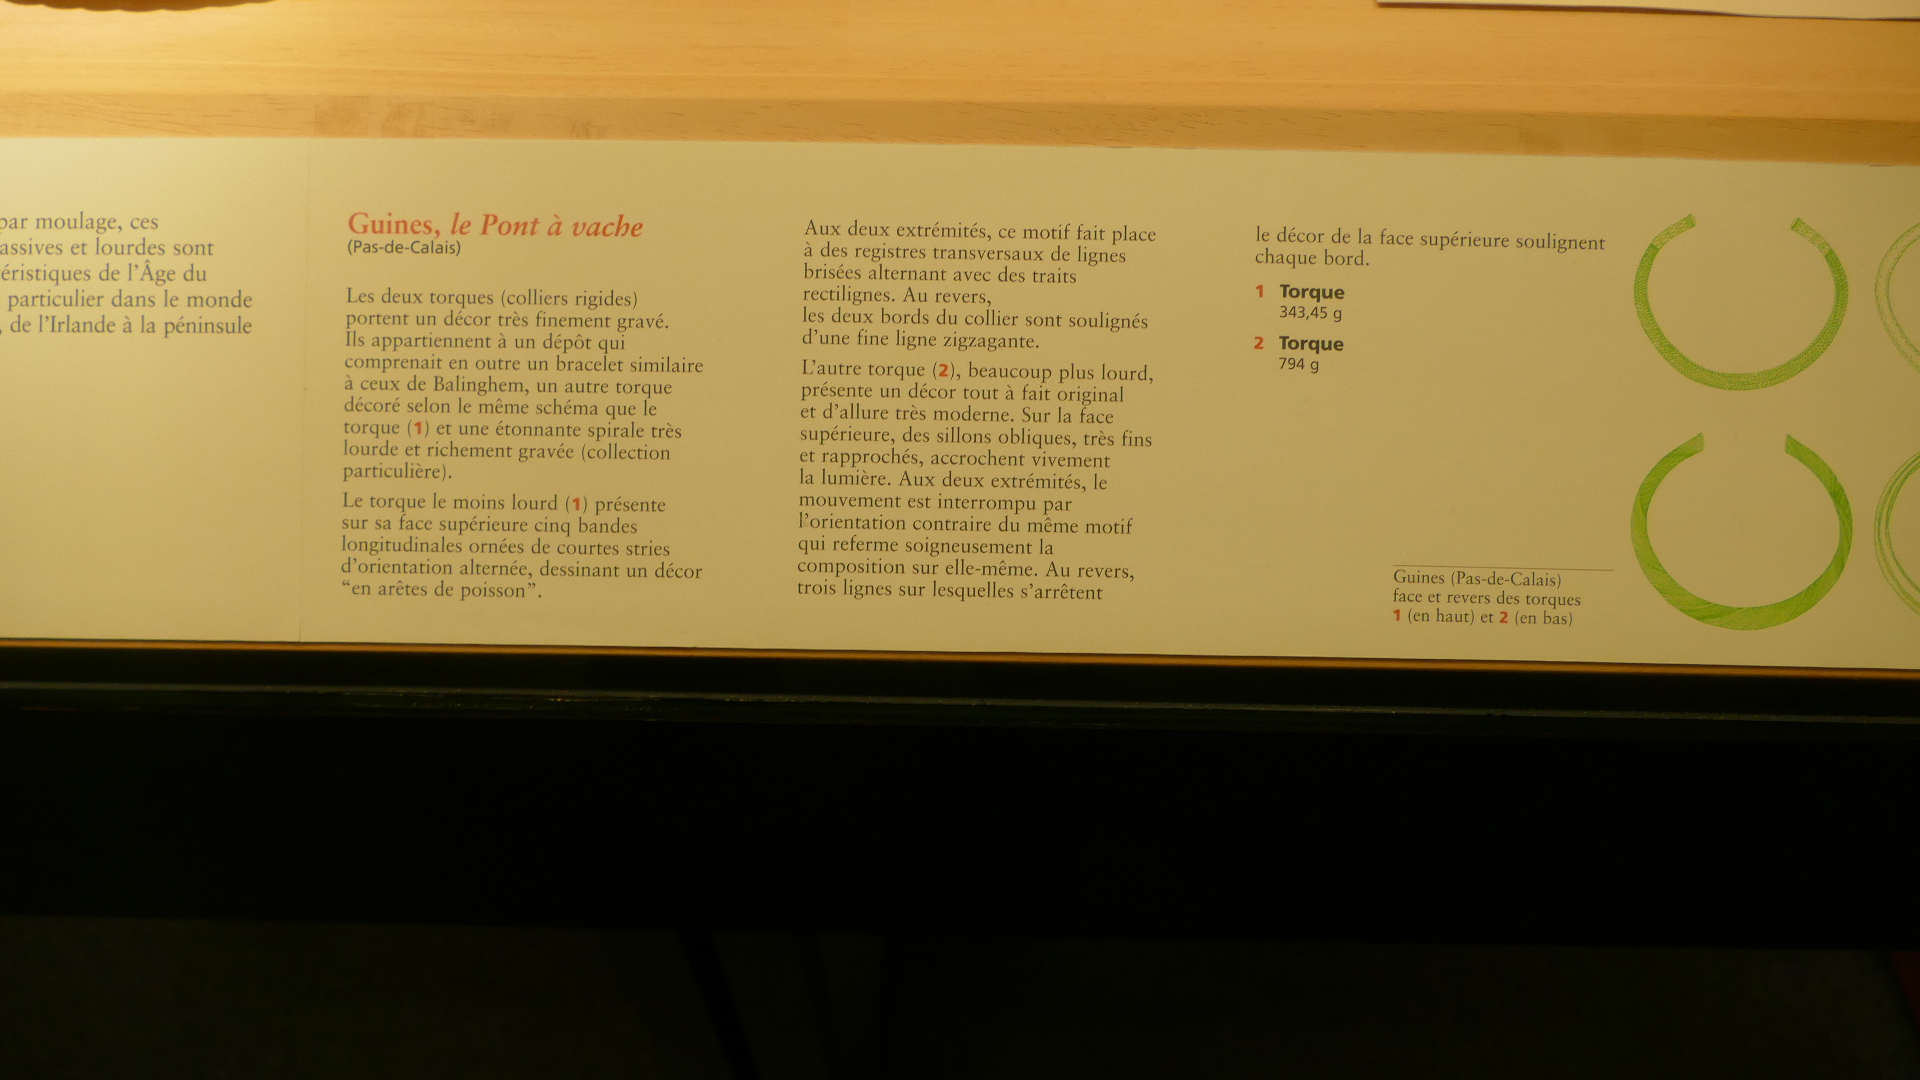 par moulage, ces
assives et lourdes sont
éristiques de l'Âge du
particulier dans le monde
, de l'Irlande à la péninsule
Guines, le Pont à vache
(Pas-de-Calais)
Les deux torques (colliers rigides)
portent un décor très finement gravé.
Ils appartiennent à un dépôt qui
comprenait en outre un bracelet similaire
à ceux de Balinghem, un autre torque
décoré selon le même schéma que le
torque (1) et une étonnante spirale très
lourde et richement gravée (collection
particulière).
Le torque le moins lourd (1) présente
sur sa face supérieure cinq bandes
longitudinales ornées de courtes stries
d'orientation alternée, dessinant un décor
“en arêtes de poisson”.
Aux deux extrémités, ce motif fait place
à des registres transversaux de lignes
brisées alternant avec des traits
rectilignes. Au revers,
les deux bords du collier sont soulignés
d'une fine ligne zigzagante.
L'autre torque (2), beaucoup plus lourd,
présente un décor tout à fait original
et d'allure très moderne. Sur la face
supérieure, des sillons obliques, très fins
et rapprochés, accrochent vivement
la lumière. Aux deux extrémités, le
mouvement est interrompu par
l'orientation contraire du même motif
qui referme soigneusement la
composition sur elle-même. Au revers,
trois lignes sur lesquelles s'arrêtent
le décor de la face supérieure soulignent
chaque bord.
1 Torque
343,45 g
2 Torque
794 g
Guines (Pas-de-Calais)
face et revers des torques
1 (en haut) et 2 (en bas)